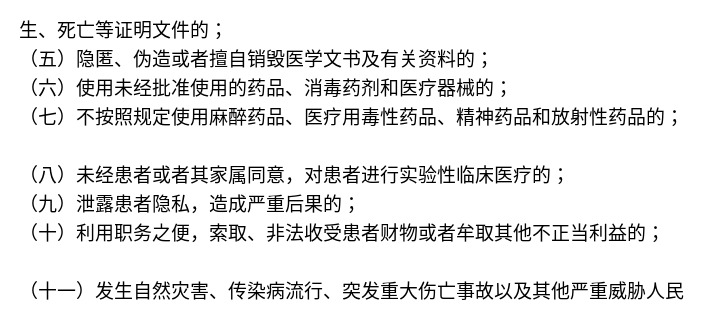 生、死亡等证明文件的；
（五）隐匿、伪造或者擅自销毁医学文书及有关资料的；
（六）使用未经批准使用的药品、消毒药剂和医疗器械的；
（七）不按照规定使用麻醉药品、医疗用毒性药品、精神药品和放射性药品的；
（八）未经患者或者其家属同意，对患者进行实验性临床医疗的；
（九）泄露患者隐私，造成严重后果的；
（十）利用职务之便，索取、非法收受患者财物或者牟取其他不正当利益的；
（十一）发生自然灾害、传染病流行、突发重大伤亡事故以及其他严重威胁人民